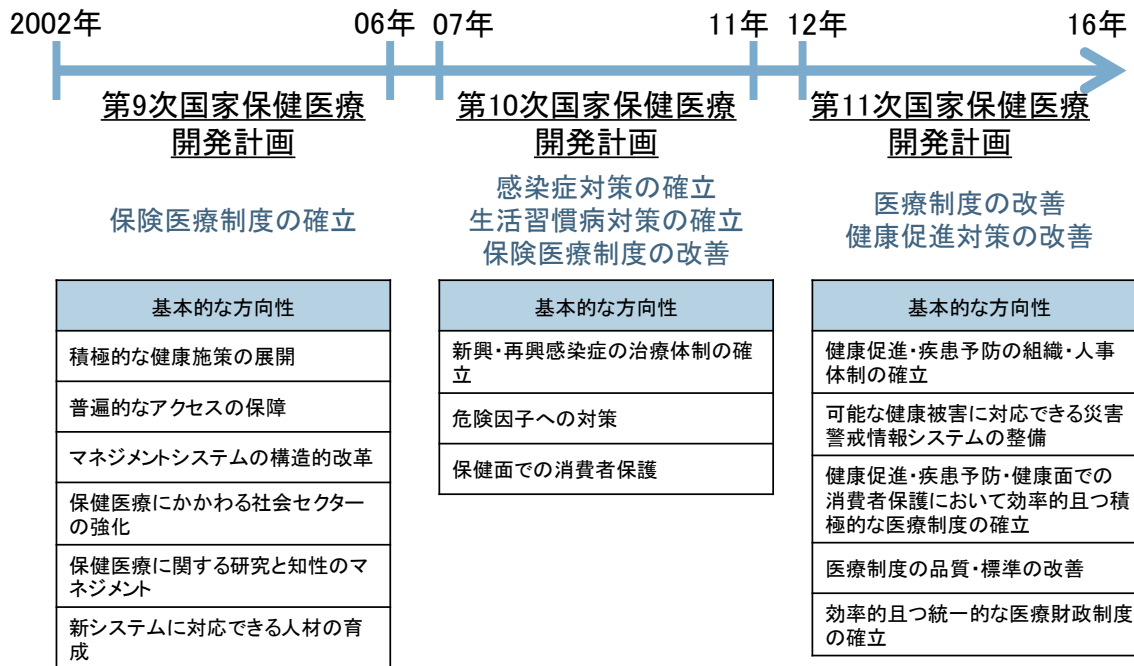 2002年
06年
07年
11年
12年
16年
第9次国家保健医療
開発計画
保険医療制度の確立
基本的な方向性
積極的な健康施策の展開
普遍的なアクセスの保障
マネジメントシステムの構造的改革
保健医療にかかわる社会セクター
の強化
保健医療に関する研究と知性のマ
ネジメント
新システムに対応できる人材の育
成
第10次国家保健医療
開発計画
感染症対策の確立
生活習慣病対策の確立
保険医療制度の改善
基本的な方向性
新興・再興感染症の治療体制の確
立
危険因子への対策
保健面での消費者保護
第11次国家保健医療
開発計画
医療制度の改善
健康促進対策の改善
基本的な方向性
健康促進・疾患予防の組織・人事
体制の確立
可能な健康被害に対応できる災害
警戒情報システムの整備
健康促進・疾患予防・健康面での
消費者保護において効率的且つ積
極的な医療制度の確立
医療制度の品質・標準の改善
効率的且つ統一的な医療財政制度
の確立